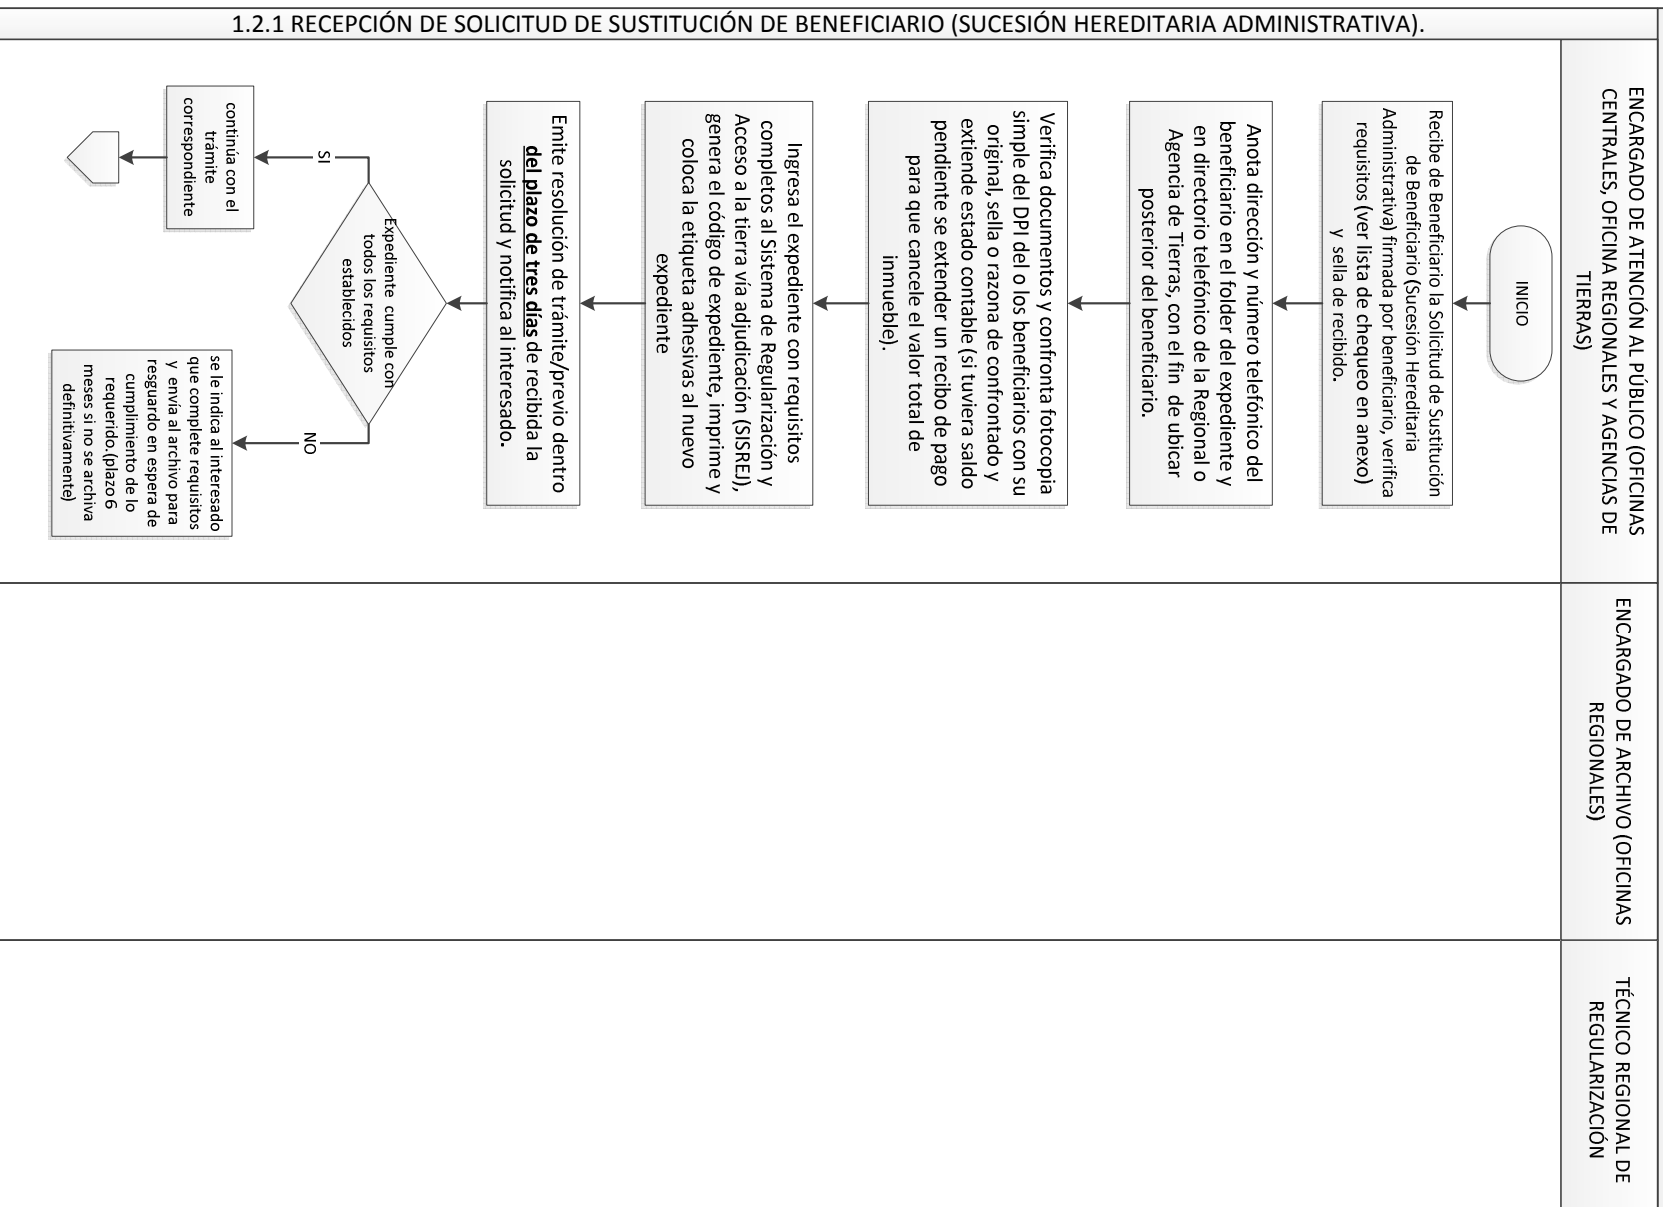 1.2.1 RECEPCIÓN DE SOLICITUD DE SUSTITUCIÓN DE BENEFICIARIO (SUCESIÓN HEREDITARIA ADMINISTRATIVA).
ENCARGADO DE ATENCIÓN AL PÚBLICO (OFICINAS
CENTRALES, OFICINA REGIONALES Y AGENCIAS DE
TIERRAS)
ENCARGADO DE ARCHIVO (OFICINAS
REGIONALES)
TÉCNICO REGIONAL DE
REGULARIZACIÓN
INICIO
Recibe de Beneficiario la Solicitud de Sustitución
de Beneficiario (Sucesión Hereditaria
Administrativa) firmada por beneficiario, verifica
requisitos (ver lista de chequeo en anexo)
y sella de recibido.
Anota dirección y número telefónico del
beneficiario en el folder del expediente y
en directorio telefónico de la Regional o
Agencia de Tierras, con el fin de ubicar
posterior del beneficiario.
Verifica documentos y confronta fotocopia
simple del DPI del o los beneficiarios con su
original, sella o razona de confrontado y
extiende estado contable (si tuviera saldo
pendiente se extender un recibo de pago
para que cancele el valor total de
inmueble).
Ingresa el expediente con requisitos
completos al Sistema de Regularización y
Acceso a la tierra vía adjudicación (SISREJ),
genera el código de expediente, imprime y
coloca la etiqueta adhesivas al nuevo
expediente
Emite resolución de trámite/previo dentro
del plazo de tres días de recibida la
solicitud y notifica al interesado.
Expediente cumple con
todos los requisitos
establecidos
SI
NO
continúa con el
trámite
correspondiente
se le indica al interesado
que complete requisitos
y envía al archivo para
resguardo en espera de
cumplimiento de lo
requerido.(plazo 6
meses si no se archiva
definitivamente)